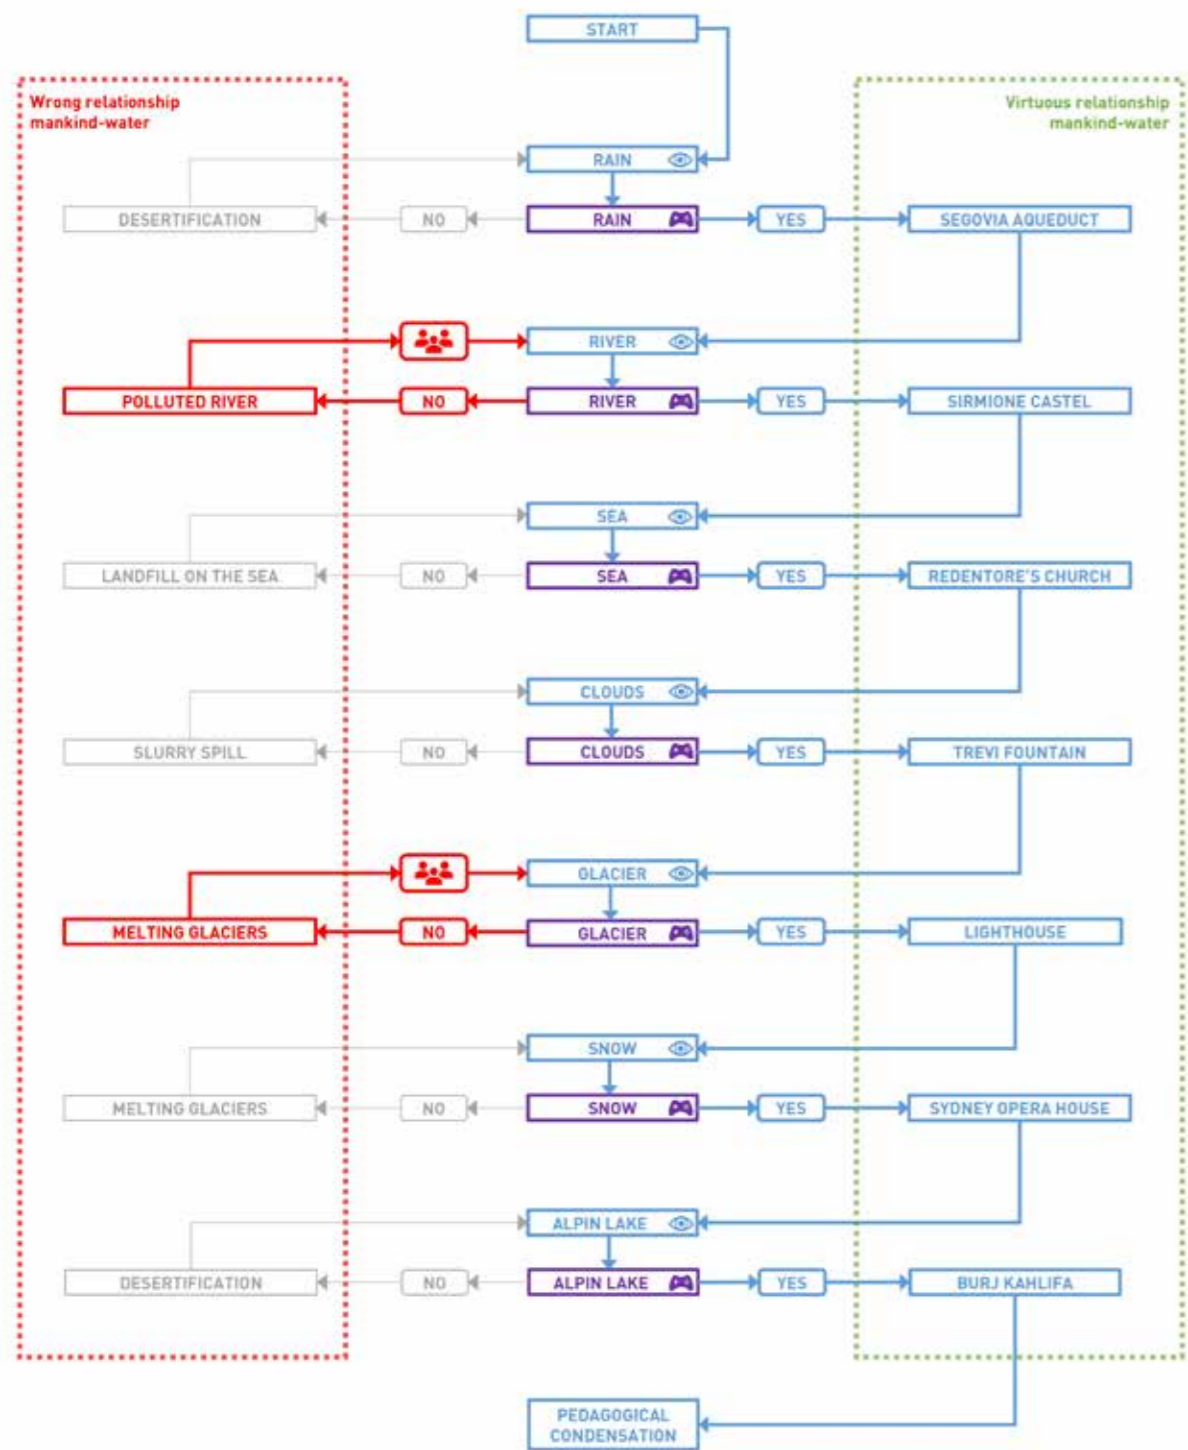 START
Wrong relationship
mankind-water
Virtuous relationship
mankind-water
RAIN
DESERTIFICATION
NO
RAIN
YES
SEGOVIA AQUEDUCT
RIVER
POLLUTED RIVER
NO
RIVER
YES
SIRMIONE CASTEL
SEA
LANDFILL ON THE SEA
NO
SEA
YES
REDENTORE'S CHURCH
CLOUDS
SLURRY SPILL
NO
CLOUDS
YES
TREVI FOUNTAIN
GLACIER
MELTING GLACIERS
NO
GLACIER
YES
LIGHTHOUSE
SNOW
MELTING GLACIERS
NO
SNOW
YES
SYDNEY OPERA HOUSE
ALPIN LAKE
DESERTIFICATION
NO
ALPIN LAKE
YES
BURJ KAHLIFA
PEDAGOGICAL
CONDENSATION